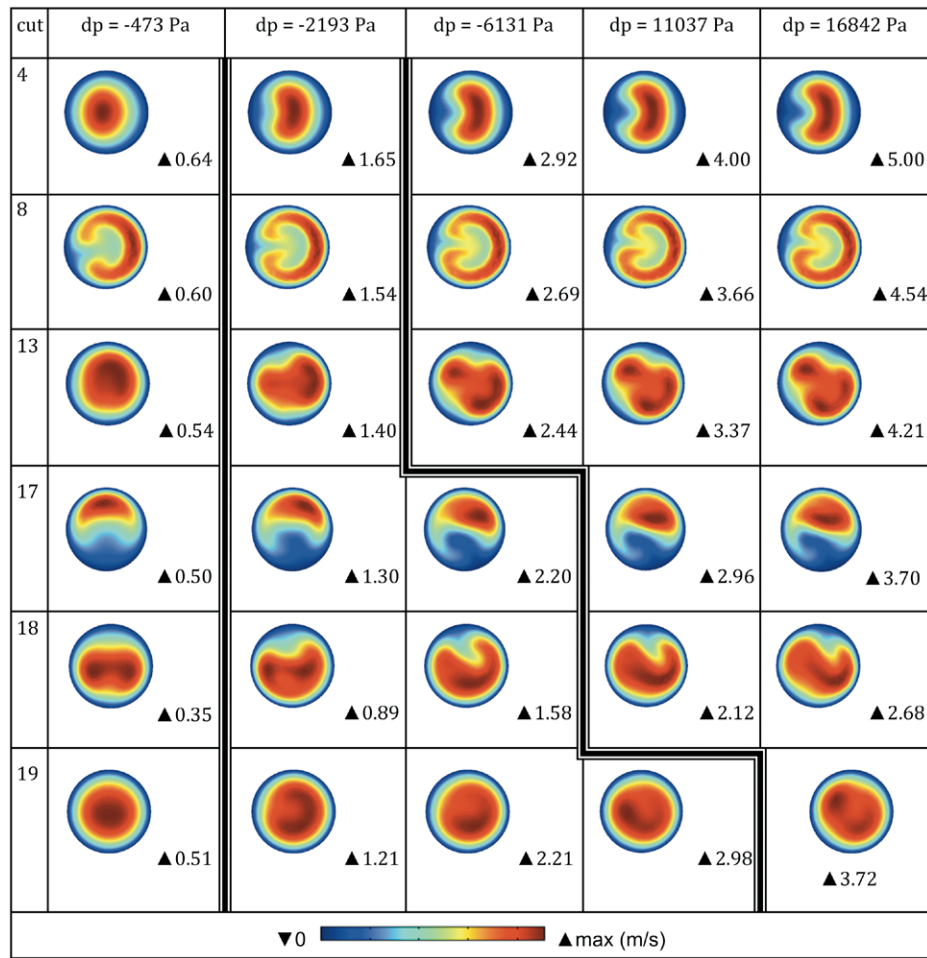 cut dp = -473 Pa dp = -2193 Pa dp = -6131 Pa dp = 11037 Pa dp = 16842 Pa
4 ▲0.64 ▲1.65 ▲2.92 ▲4.00 ▲5.00
8 ▲0.60 ▲1.54 ▲2.69 ▲3.66 ▲4.54
13 ▲0.54 ▲1.40 ▲2.44 ▲3.37 ▲4.21
17 ▲0.50 ▲1.30 ▲2.20 ▲2.96 ▲3.70
18 ▲0.35 ▲0.89 ▲1.58 ▲2.12 ▲2.68
19 ▲0.51 ▲1.21 ▲2.21 ▲2.98 ▲3.72
▼0 ▲max (m/s)